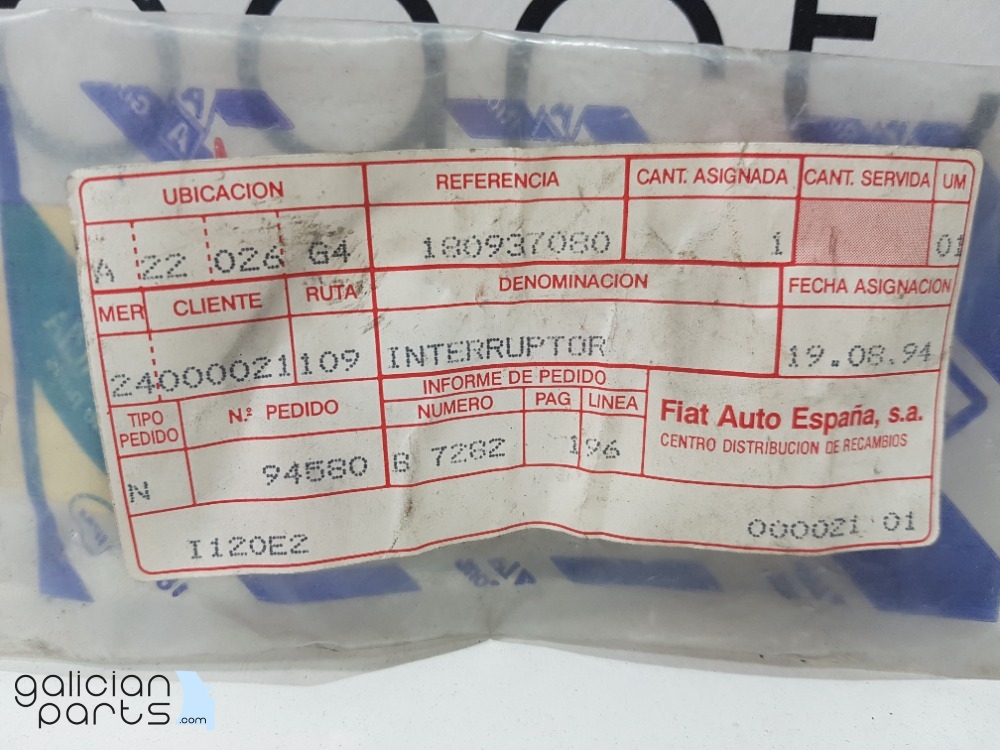 UBICACION REFERENCIA CANT. ASIGNADA CANT. SERVIDA UM
A 22 026 G4 180937080 1 01
MER CLIENTE RUTA DENOMINACION FECHA ASIGNACION
24000021 109 INTERRUPTOR 19.08.94
TIPO PEDIDO N.º PEDIDO INFORME DE PEDIDO
NUMERO PAG LINEA
Fiat Auto España, s.a.
CENTRO DISTRIBUCION DE RECAMBIOS
N 94580 B 7282 196
I120E2 000021 01
galician
parts.com